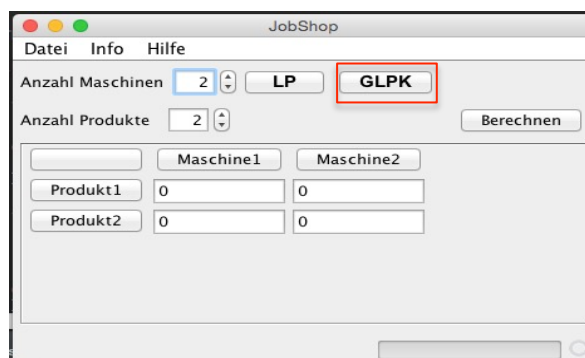 JobShop
Datei Info Hilfe
Anzahl Maschinen 2 LP GLPK
Anzahl Produkte 2 Berechnen
Maschine1 Maschine2
Produkt1 0 0
Produkt2 0 0